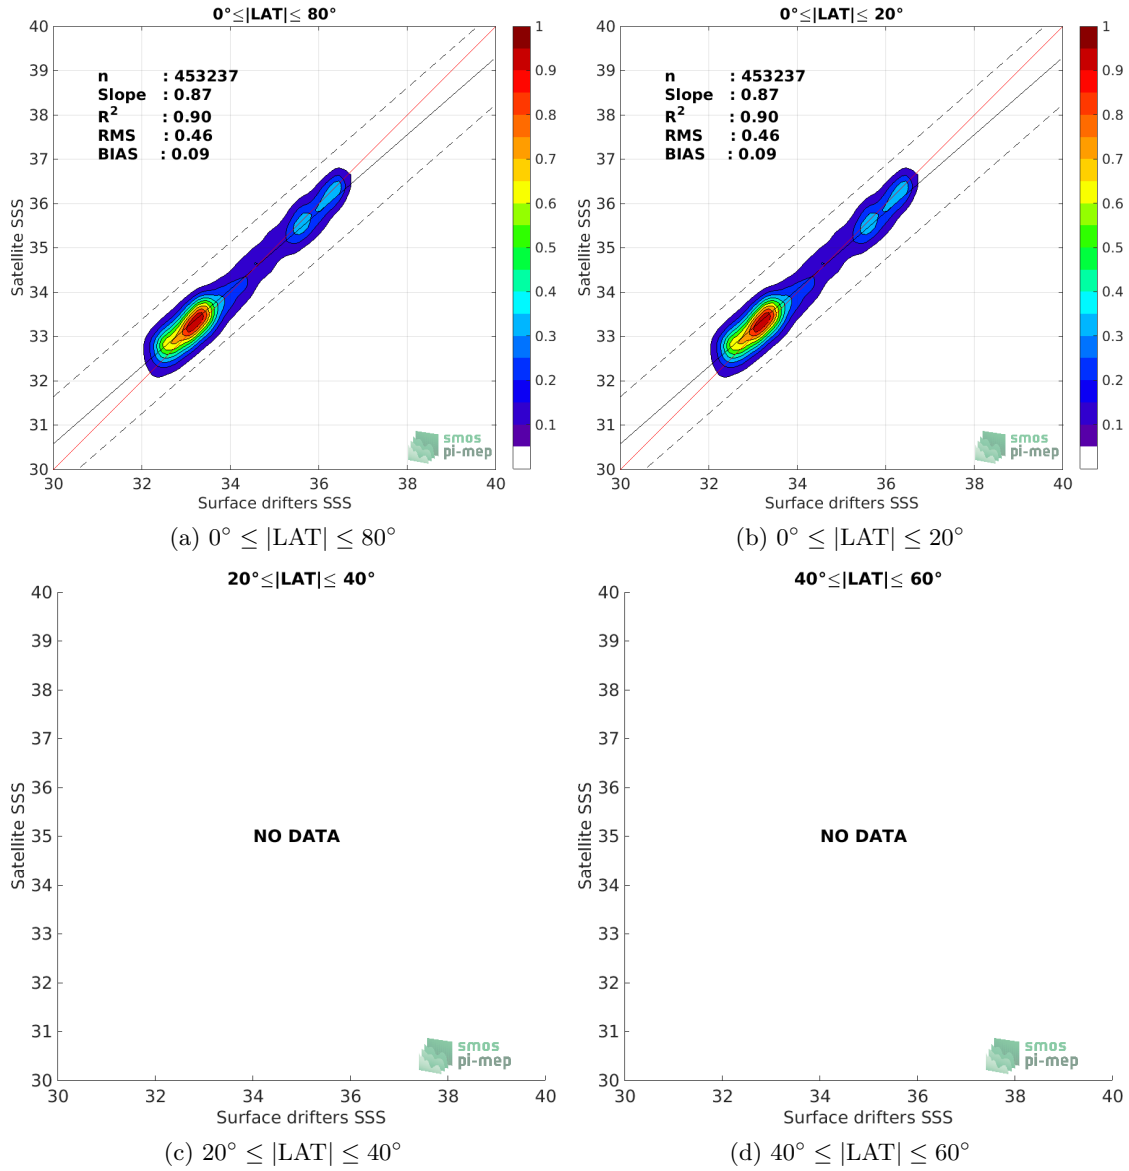 0°≤|LAT|≤ 80°
40
39
38
37
36
35
34
33
32
31
30
Satellite SSS
n : 453237
Slope : 0.87
R² : 0.90
RMS : 0.46
BIAS : 0.09
smos
pi-mep
30 32 34 36 38 40
Surface drifters SSS
1
0.9
0.8
0.7
0.6
0.5
0.4
0.3
0.2
0.1
(a) 0° ≤ |LAT| ≤ 80°
0°≤|LAT|≤ 20°
40
39
38
37
36
35
34
33
32
31
30
Satellite SSS
n : 453237
Slope : 0.87
R² : 0.90
RMS : 0.46
BIAS : 0.09
smos
pi-mep
30 32 34 36 38 40
Surface drifters SSS
1
0.9
0.8
0.7
0.6
0.5
0.4
0.3
0.2
0.1
(b) 0° ≤ |LAT| ≤ 20°
20°≤|LAT|≤ 40°
40
39
38
37
36
35
34
33
32
31
30
Satellite SSS
NO DATA
smos
pi-mep
30 32 34 36 38 40
Surface drifters SSS
(c) 20° ≤ |LAT| ≤ 40°
40°≤|LAT|≤ 60°
40
39
38
37
36
35
34
33
32
31
30
Satellite SSS
NO DATA
smos
pi-mep
30 32 34 36 38 40
Surface drifters SSS
(d) 40° ≤ |LAT| ≤ 60°